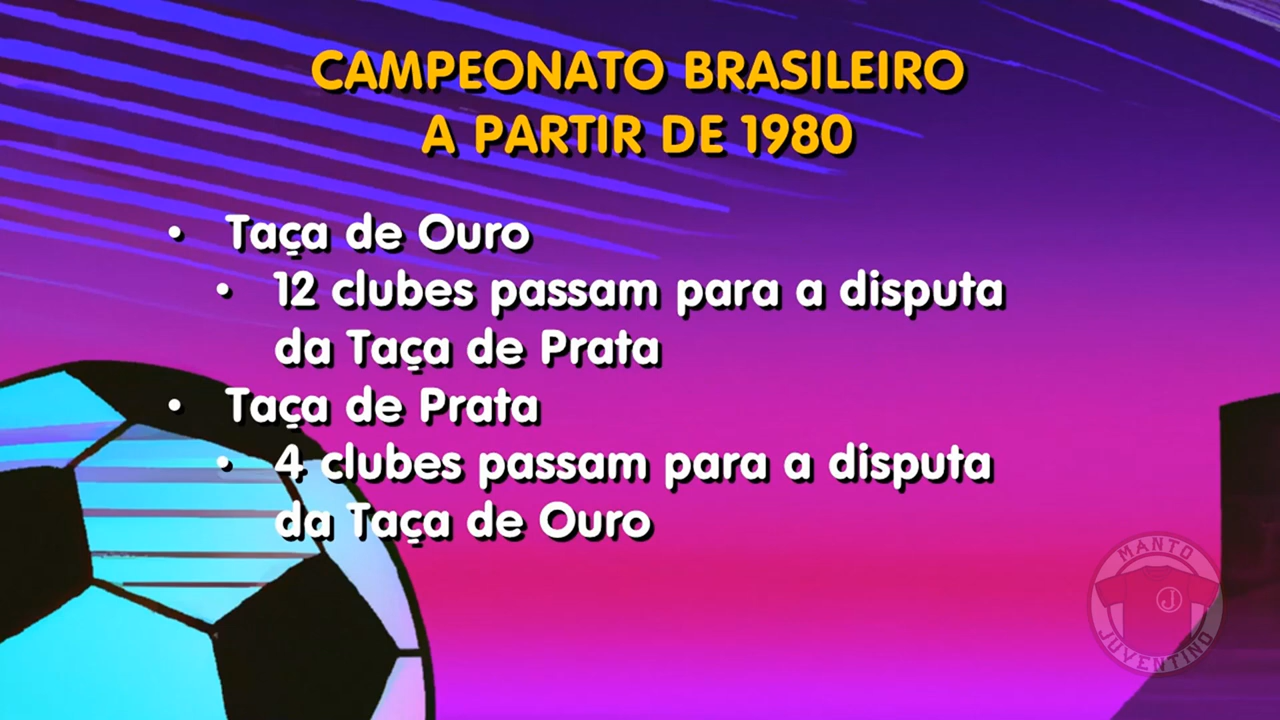 CAMPEONATO BRASILEIRO
A PARTIR DE 1980
• Taça de Ouro
• 12 clubes passam para a disputa
da Taça de Prata
• Taça de Prata
• 4 clubes passam para a disputa
da Taça de Ouro
MANTO
J
JUVENTINO